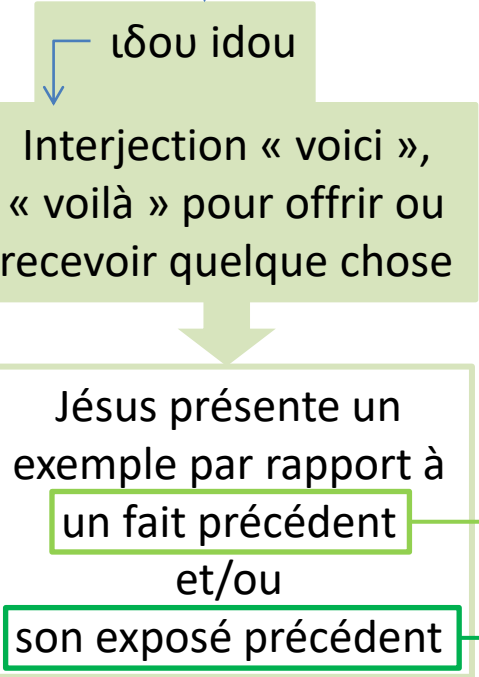 ιδου idou
Interjection « voici »,
« voilà » pour offrir ou
recevoir quelque chose
Jésus présente un
exemple par rapport à
un fait précédent
et/ou
son exposé précédent